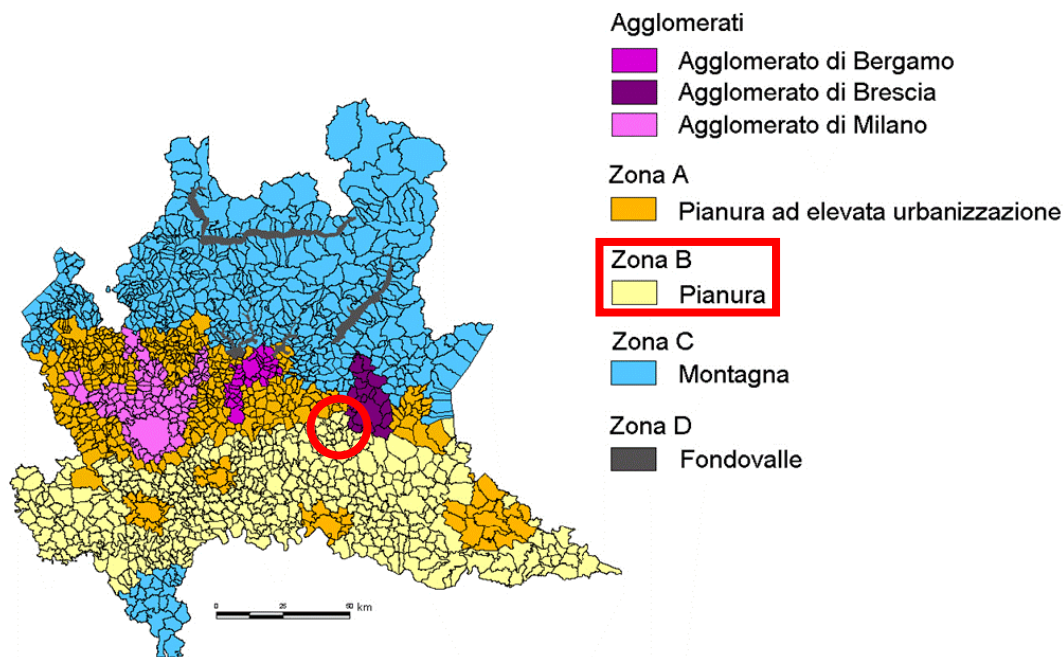 Agglomerati
Agglomerato di Bergamo
Agglomerato di Brescia
Agglomerato di Milano
Zona A
Pianura ad elevata urbanizzazione
Zona B
Pianura
Zona C
Montagna
Zona D
Fondovalle
0 25 50 km